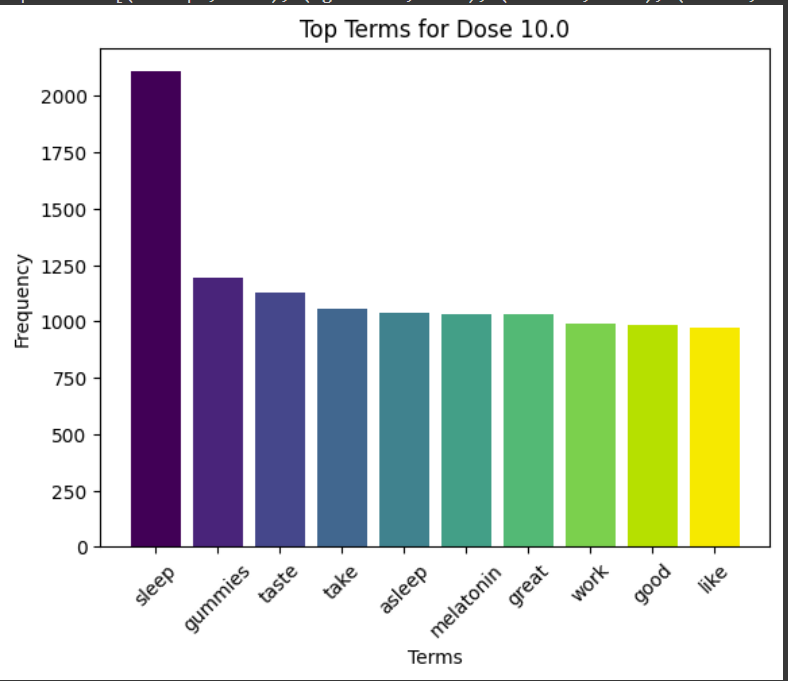 Top Terms for Dose 10.0
Frequency
2000
1750
1500
1250
1000
750
500
250
0
sleep
gummies
taste
take
asleep
melatonin
great
work
good
like
Terms